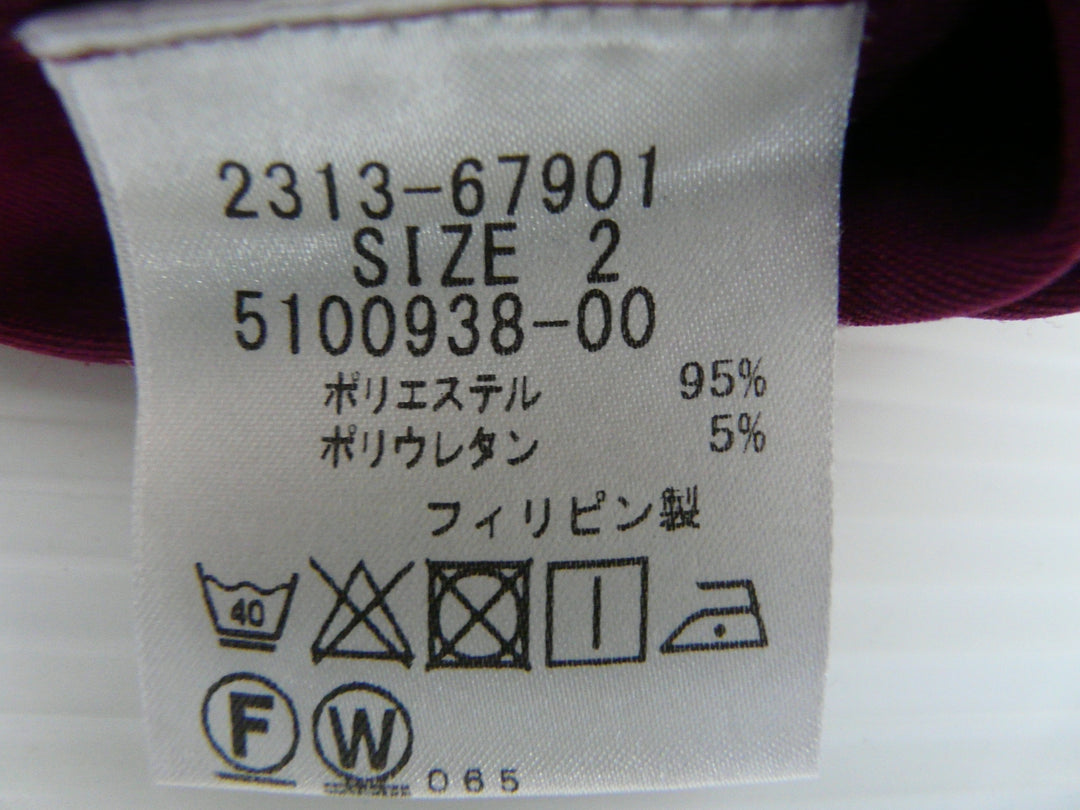 2313-67901
SIZE 2
5100938-00
ポリエステル 95%
ポリウレタン 5%
フィリピン製
40
F W 065